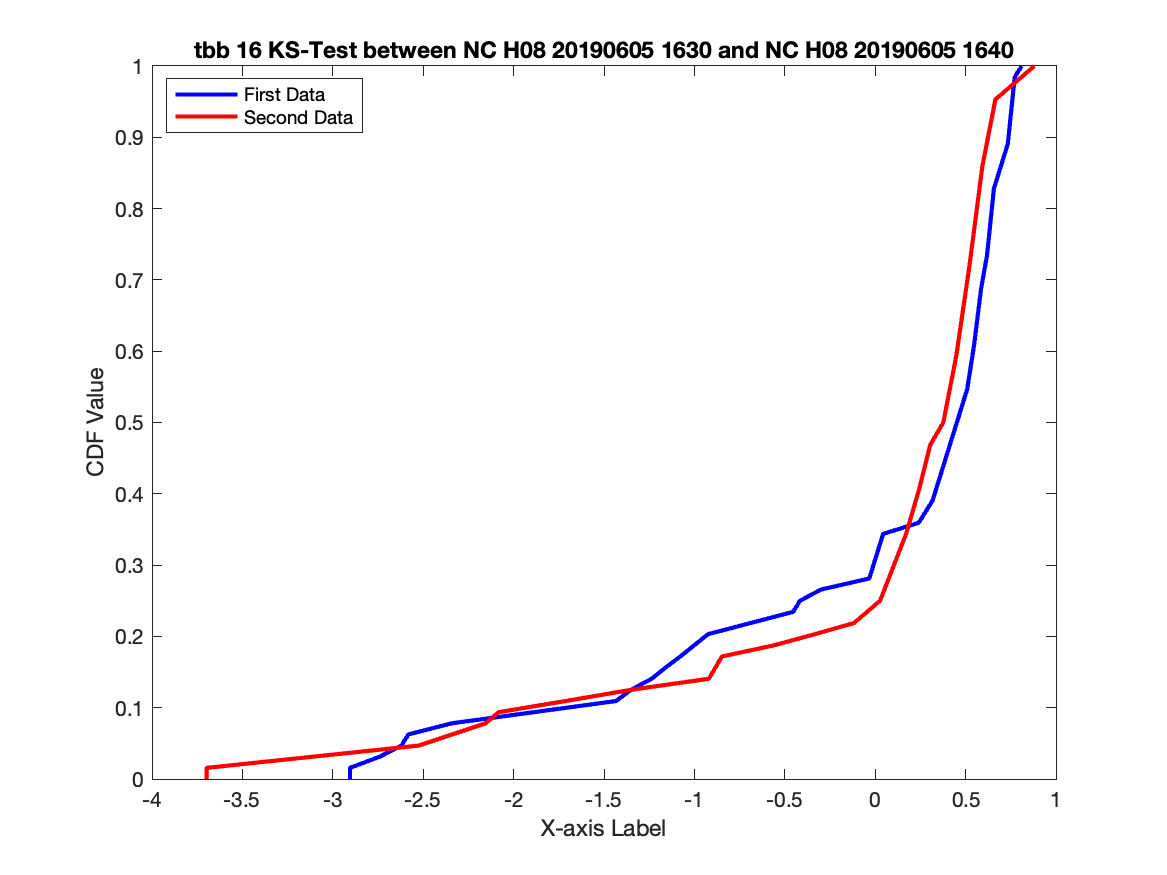 tbb 16 KS-Test between NC H08 20190605 1630 and NC H08 20190605 1640
First Data
Second Data
CDF Value
1
0.9
0.8
0.7
0.6
0.5
0.4
0.3
0.2
0.1
0
-4 -3.5 -3 -2.5 -2 -1.5 -1 -0.5 0 0.5 1
X-axis Label